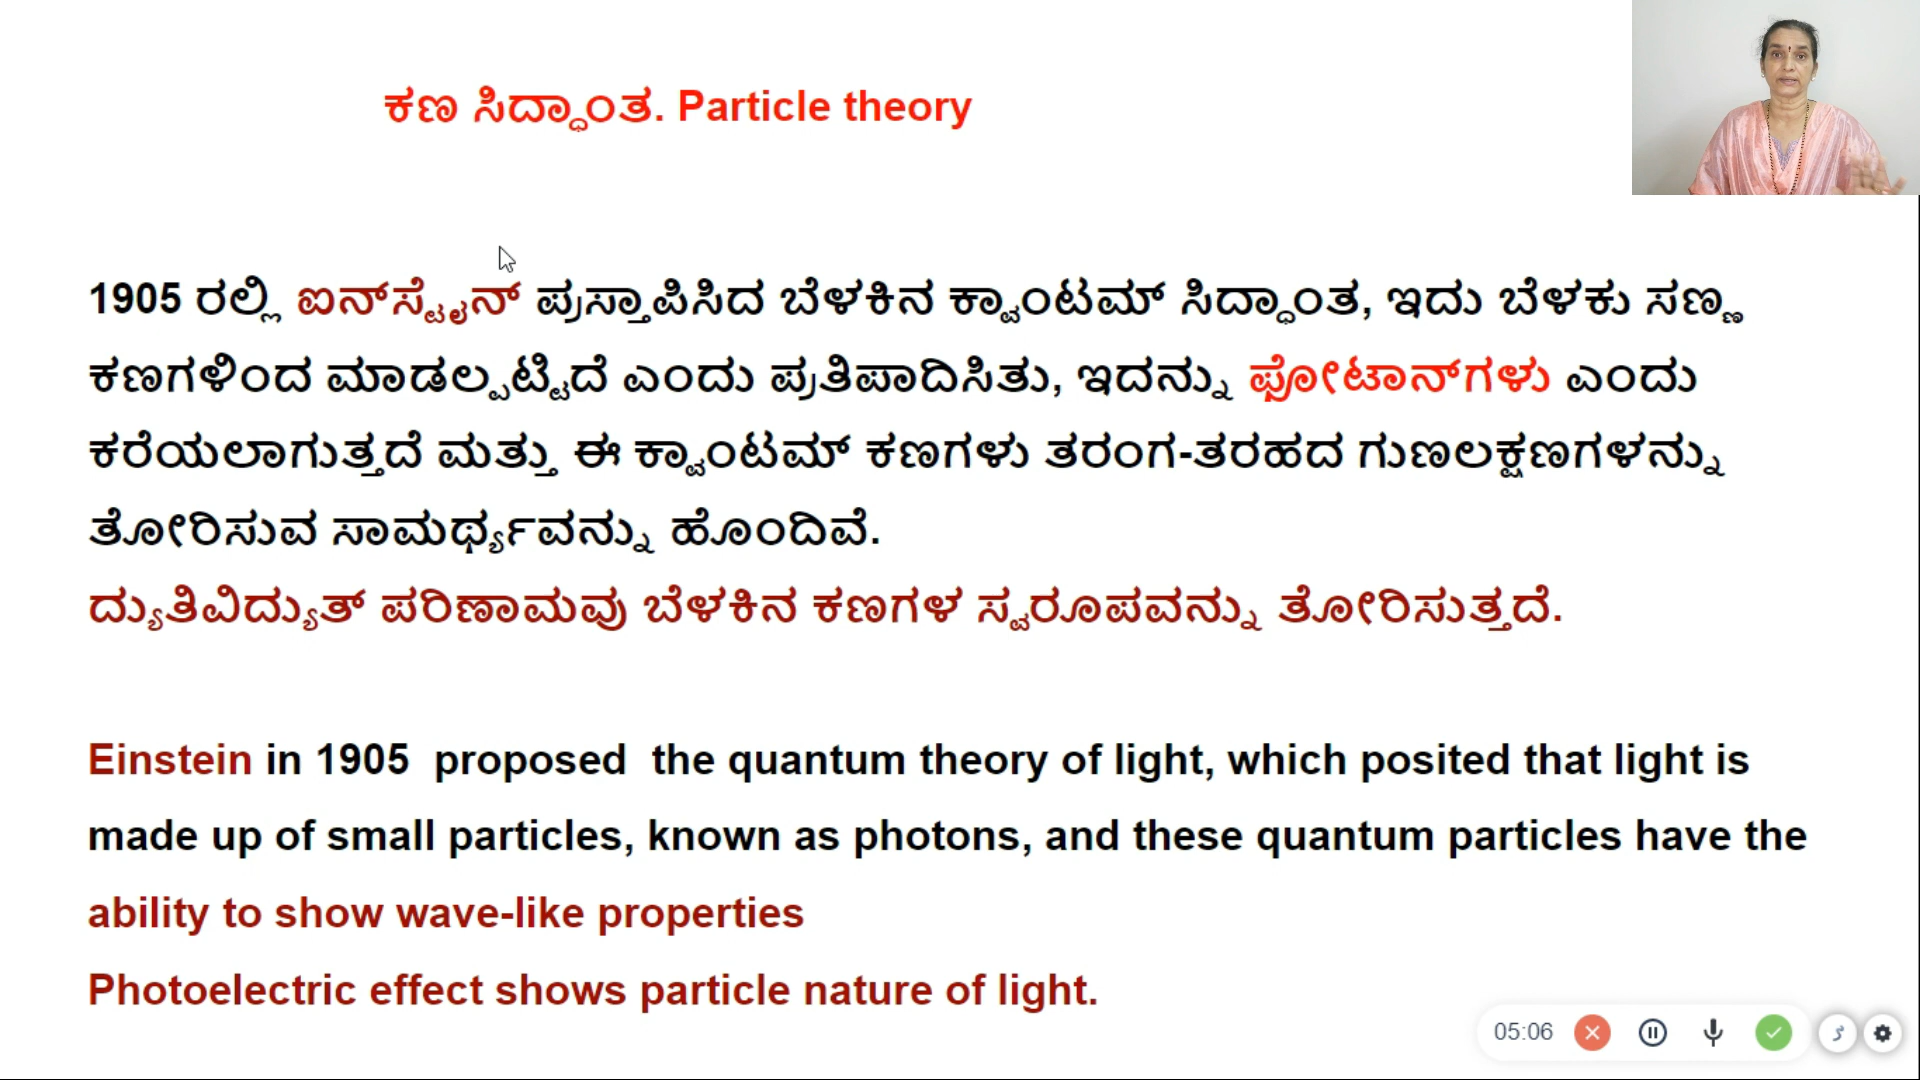 ಕಣ ಸಿದ್ಧಾಂತ. Particle theory
1905 ರಲ್ಲಿ ಐನ್‌ಸ್ಟೈನ್ ಪ್ರಸ್ತಾಪಿಸಿದ ಬೆಳಕಿನ ಕ್ವಾಂಟಮ್ ಸಿದ್ಧಾಂತ, ಇದು ಬೆಳಕು ಸಣ್ಣ
ಕಣಗಳಿಂದ ಮಾಡಲ್ಪಟ್ಟಿದೆ ಎಂದು ಪ್ರತಿಪಾದಿಸಿತು, ಇದನ್ನು ಫೋಟಾನ್‌ಗಳು ಎಂದು
ಕರೆಯಲಾಗುತ್ತದೆ ಮತ್ತು ಈ ಕ್ವಾಂಟಮ್ ಕಣಗಳು ತರಂಗ-ತರಹದ ಗುಣಲಕ್ಷಣಗಳನ್ನು
ತೋರಿಸುವ ಸಾಮರ್ಥ್ಯವನ್ನು ಹೊಂದಿವೆ.
ದ್ಯುತಿವಿದ್ಯುತ್ ಪರಿಣಾಮವು ಬೆಳಕಿನ ಕಣಗಳ ಸ್ವರೂಪವನ್ನು ತೋರಿಸುತ್ತದೆ.
Einstein in 1905 proposed the quantum theory of light, which posited that light is
made up of small particles, known as photons, and these quantum particles have the
ability to show wave-like properties
Photoelectric effect shows particle nature of light.
05:06